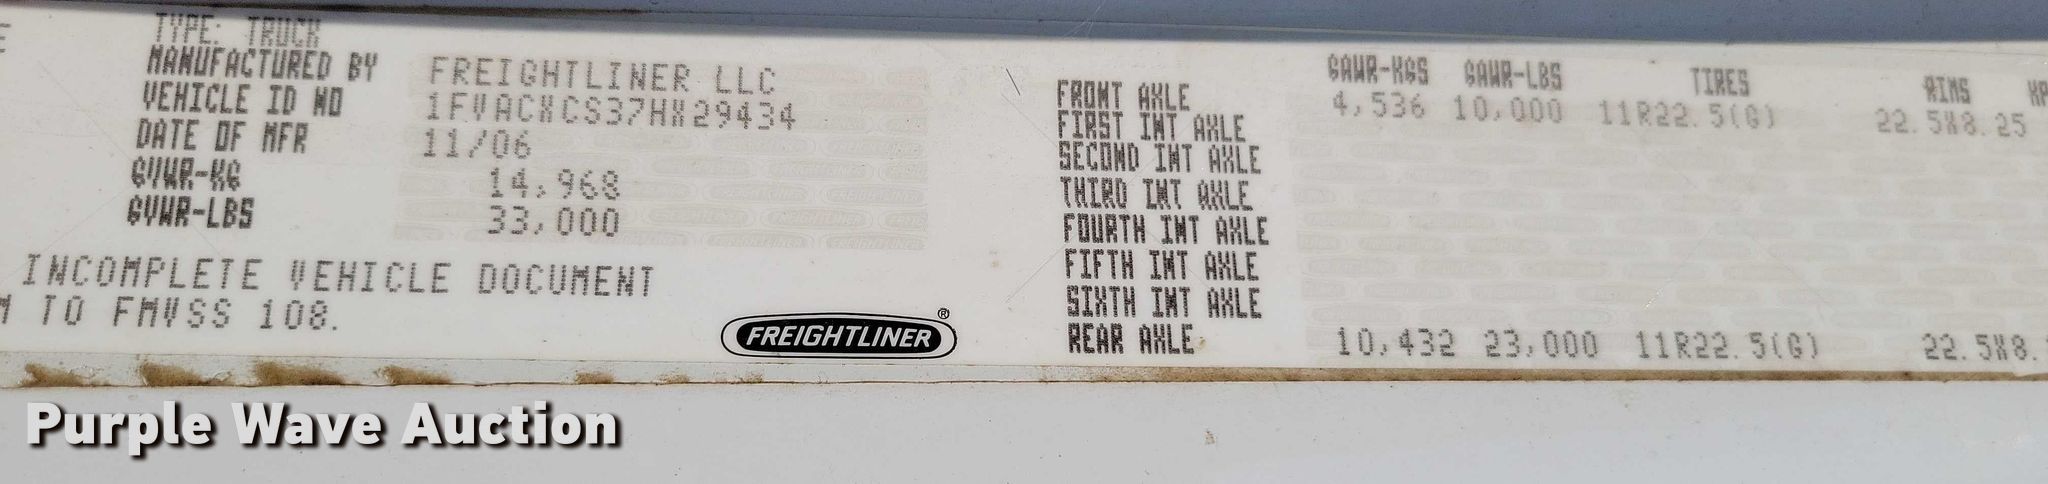 TYPE: TRUCK
MANUFACTURED BY FREIGHTLINER LLC
VEHICLE ID NO 1FVACXCS37HX29434
DATE OF MFR 11/06
GVWR-KG 14,968
GVWR-LBS 33,000
INCOMPLETE VEHICLE DOCUMENT
TO FMVSS 108.
FREIGHTLINER®
GAWR-KGS GAWR-LBS TIRES RIMS
FRONT AXLE 4,536 10,000 11R22.5(G) 22.5X8.25
FIRST INT AXLE
SECOND INT AXLE
THIRD INT AXLE
FOURTH INT AXLE
FIFTH INT AXLE
SIXTH INT AXLE
REAR AXLE 10,432 23,000 11R22.5(G) 22.5X8.
Purple Wave Auction